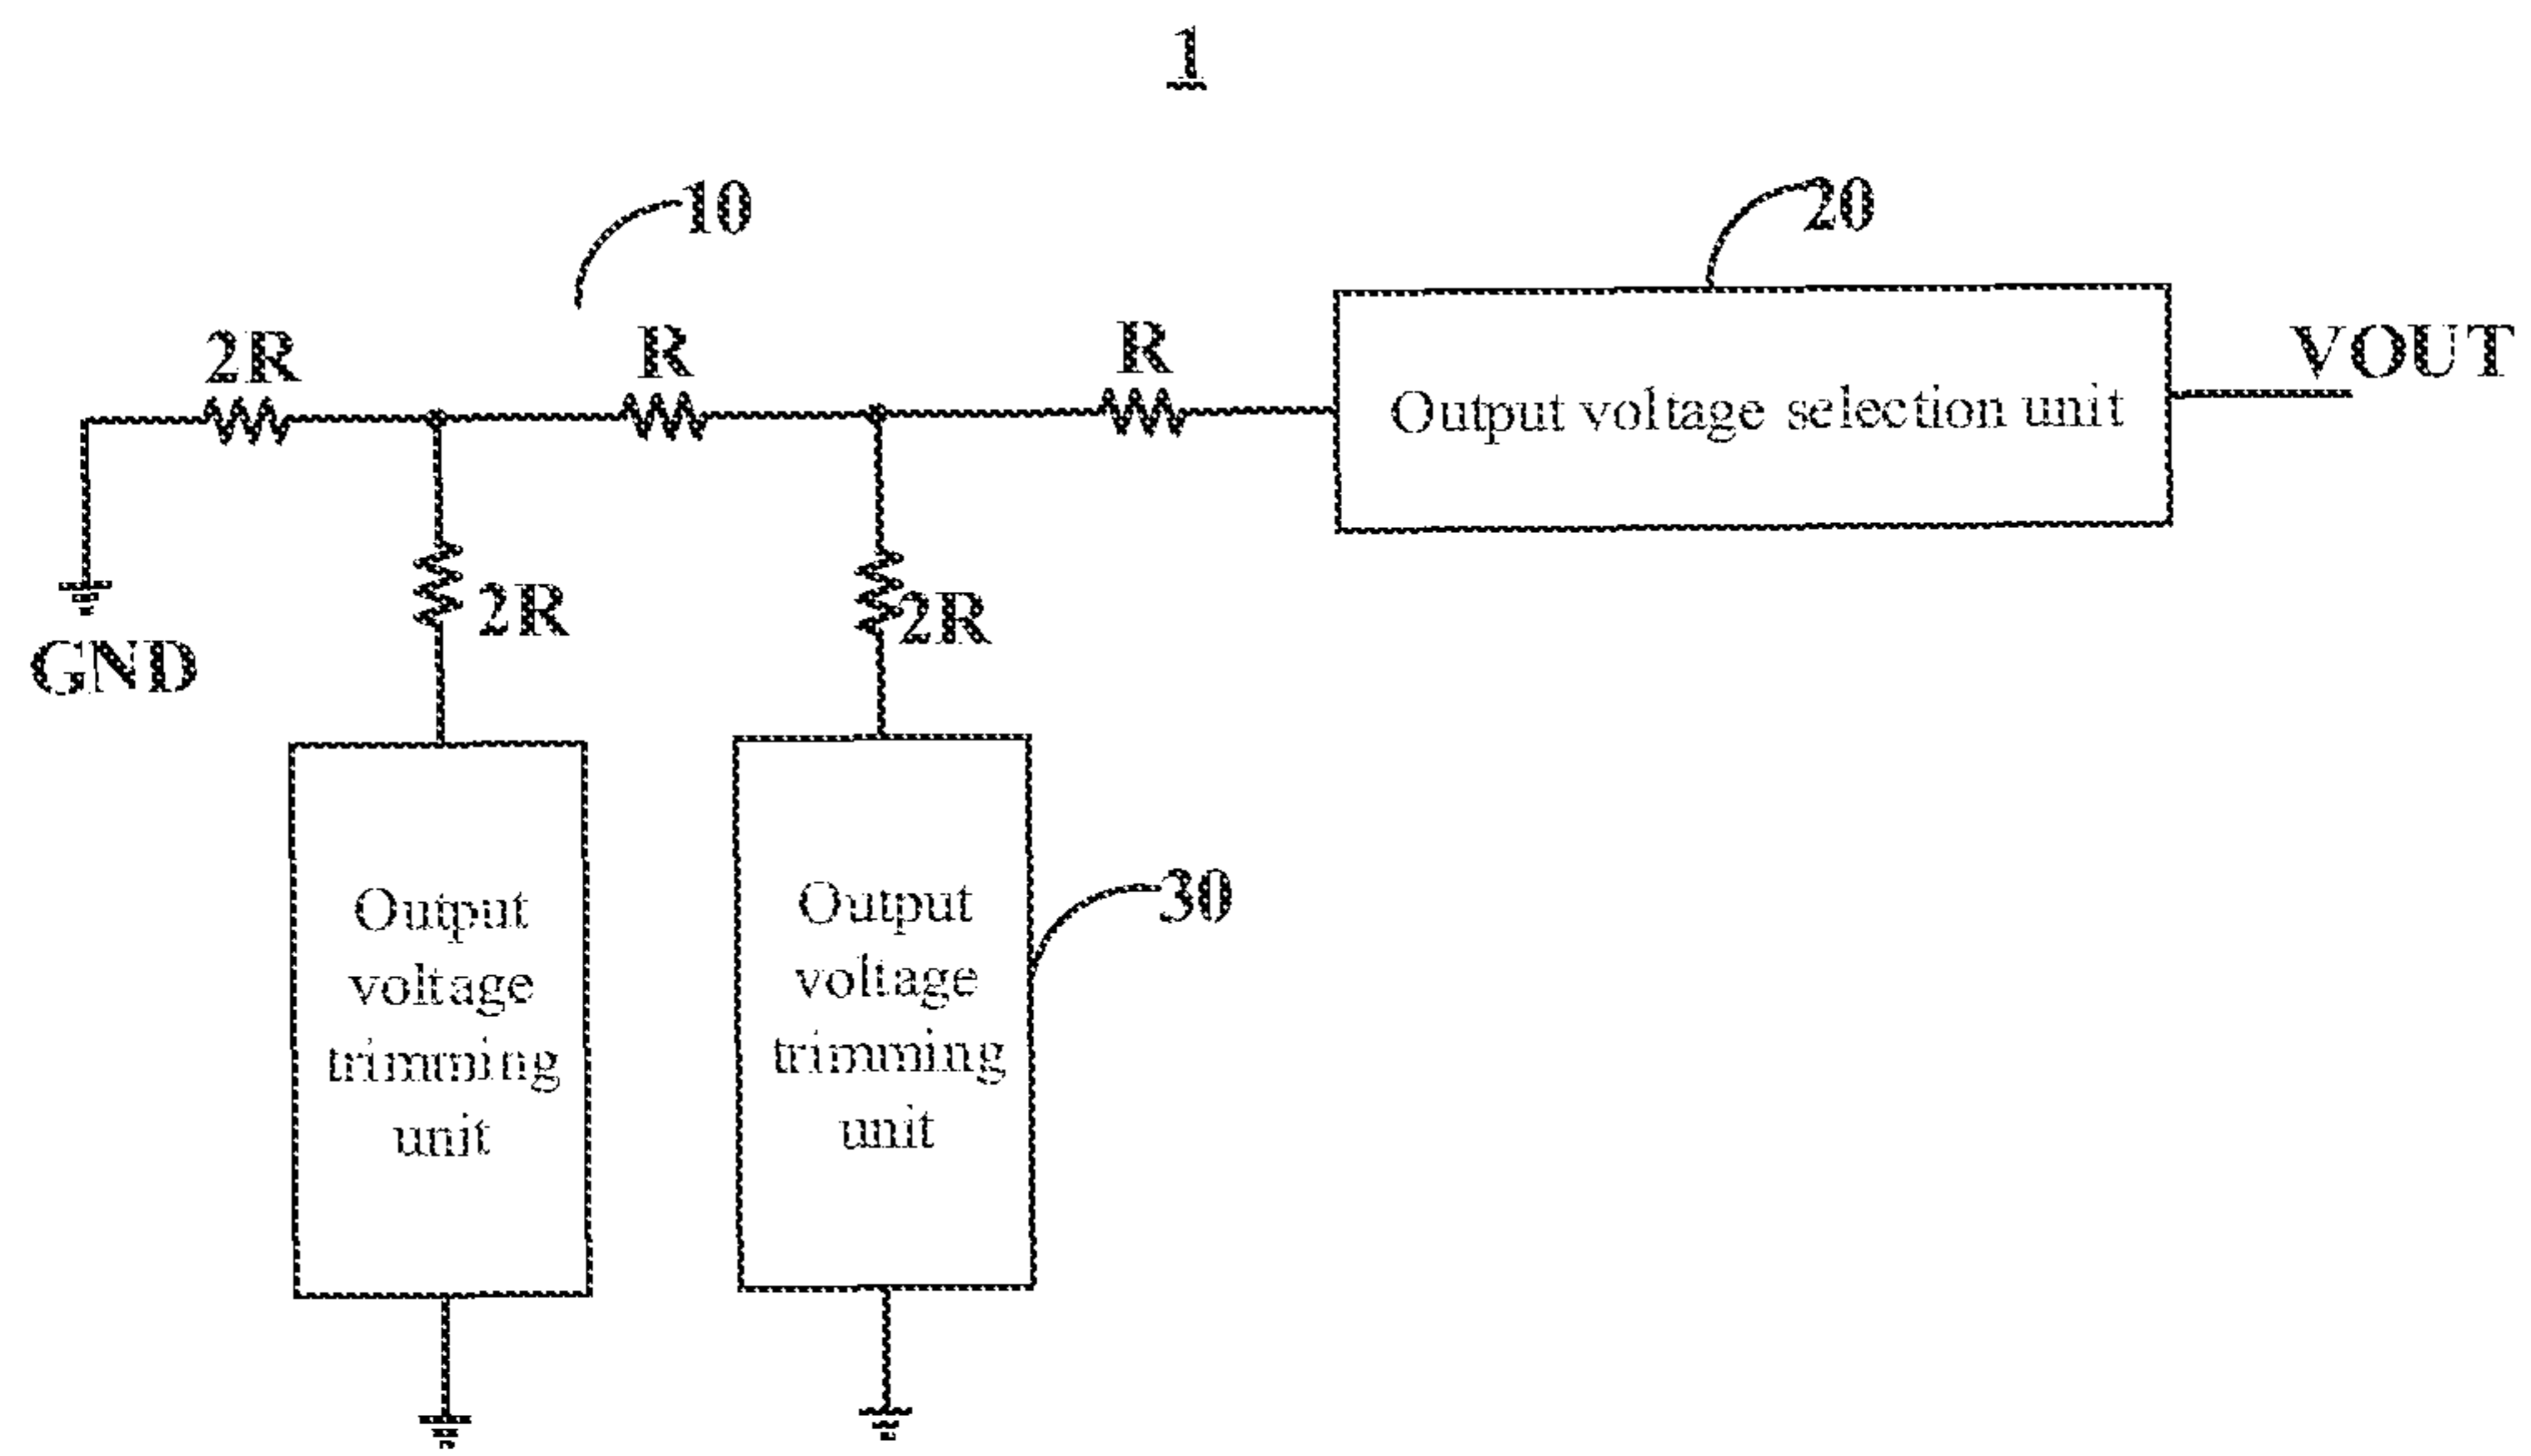 1
10
20
2R
R
R
Output voltage selection unit
VOUT
GND
2R
2R
Output
voltage
trimming
unit
Output
voltage
trimming
unit
30